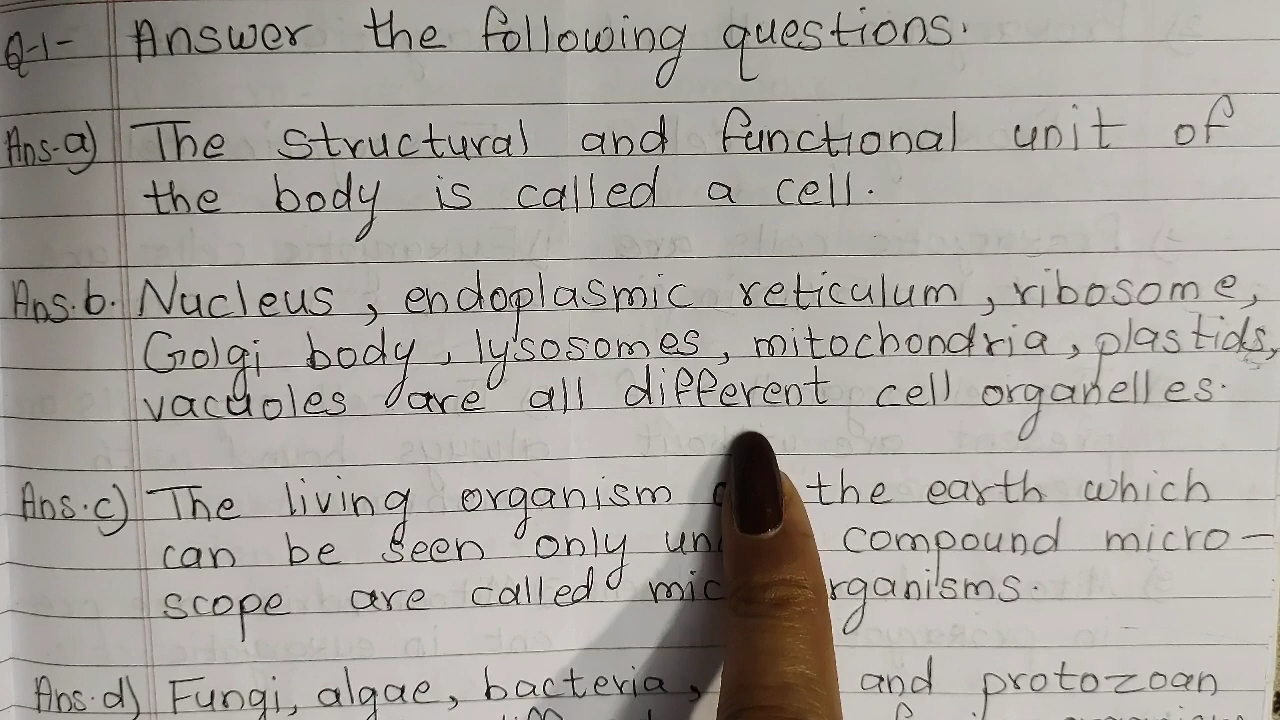 Q-1- Answer the following questions.
Ans.a) The structural and functional unit of
the body is called a cell.
Ans.b. Nucleus, endoplasmic reticulum, ribosome,
Golgi body, lysosomes, mitochondria, plastids,
vacuoles are all different cell organelles.
Ans.c) The living organism the earth which
can be seen only compound micro-
scope are called
Ans.d) Fungi, algae, bacteria, and protozoan